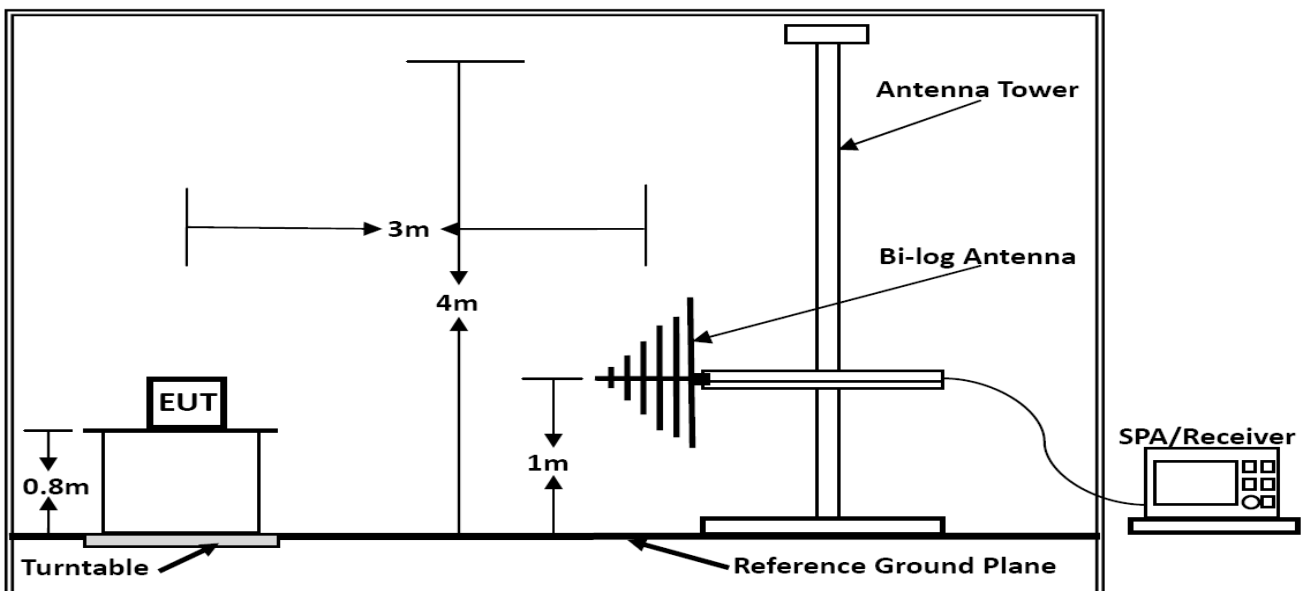 Antenna Tower
3m
Bi-log Antenna
4m
EUT
SPA/Receiver
1m
0.8m
Turntable
Reference Ground Plane